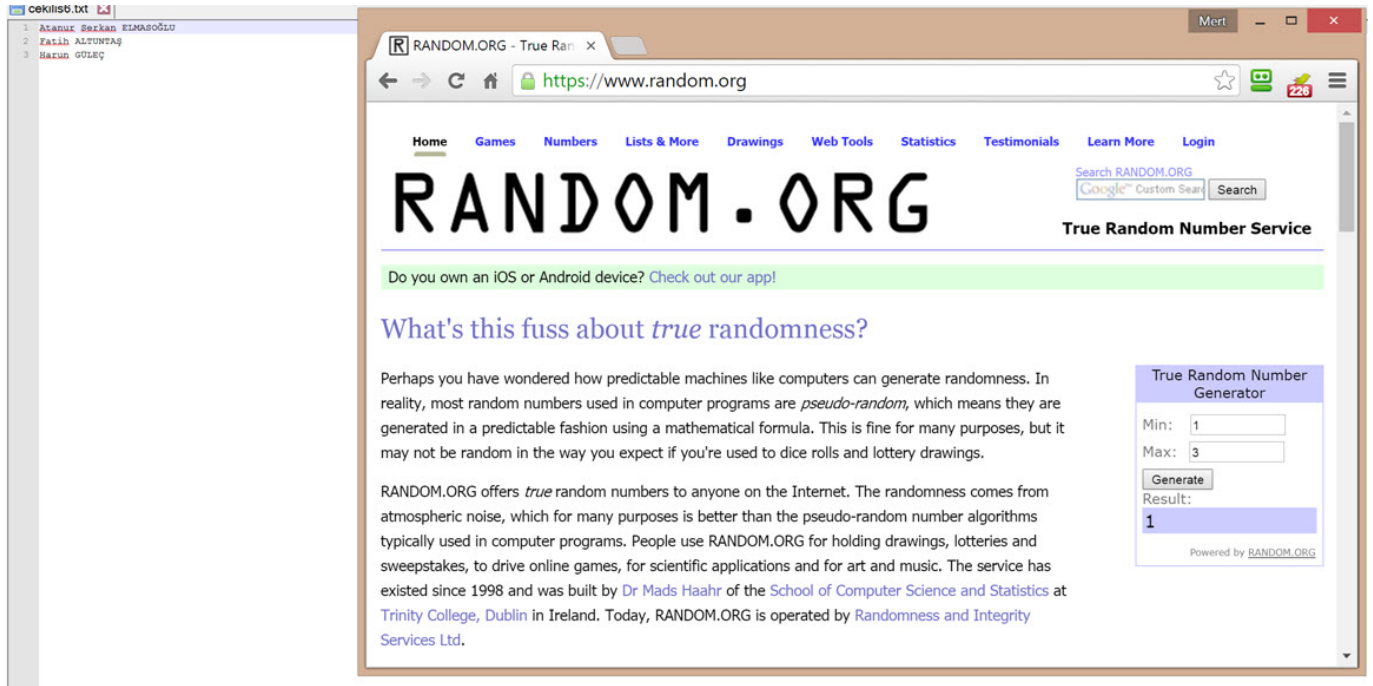 cekilis6.txt
1 Atanur Serkan ELMASOĞLU
2 Fatih ALTUNTAŞ
3 Harun GÜLEÇ
Mert
RANDOM.ORG - True Ran
https://www.random.org
226
Home Games Numbers Lists & More Drawings Web Tools Statistics Testimonials Learn More Login
RANDOM.ORG
Search RANDOM.ORG
Google™ Custom Sear Search
True Random Number Service
Do you own an iOS or Android device? Check out our app!
What's this fuss about true randomness?
Perhaps you have wondered how predictable machines like computers can generate randomness. In
reality, most random numbers used in computer programs are pseudo-random, which means they are
generated in a predictable fashion using a mathematical formula. This is fine for many purposes, but it
may not be random in the way you expect if you're used to dice rolls and lottery drawings.
RANDOM.ORG offers true random numbers to anyone on the Internet. The randomness comes from
atmospheric noise, which for many purposes is better than the pseudo-random number algorithms
typically used in computer programs. People use RANDOM.ORG for holding drawings, lotteries and
sweepstakes, to drive online games, for scientific applications and for art and music. The service has
existed since 1998 and was built by Dr Mads Haahr of the School of Computer Science and Statistics at
Trinity College, Dublin in Ireland. Today, RANDOM.ORG is operated by Randomness and Integrity
Services Ltd.
True Random Number
Generator
Min: 1
Max: 3
Generate
Result:
1
Powered by RANDOM.ORG